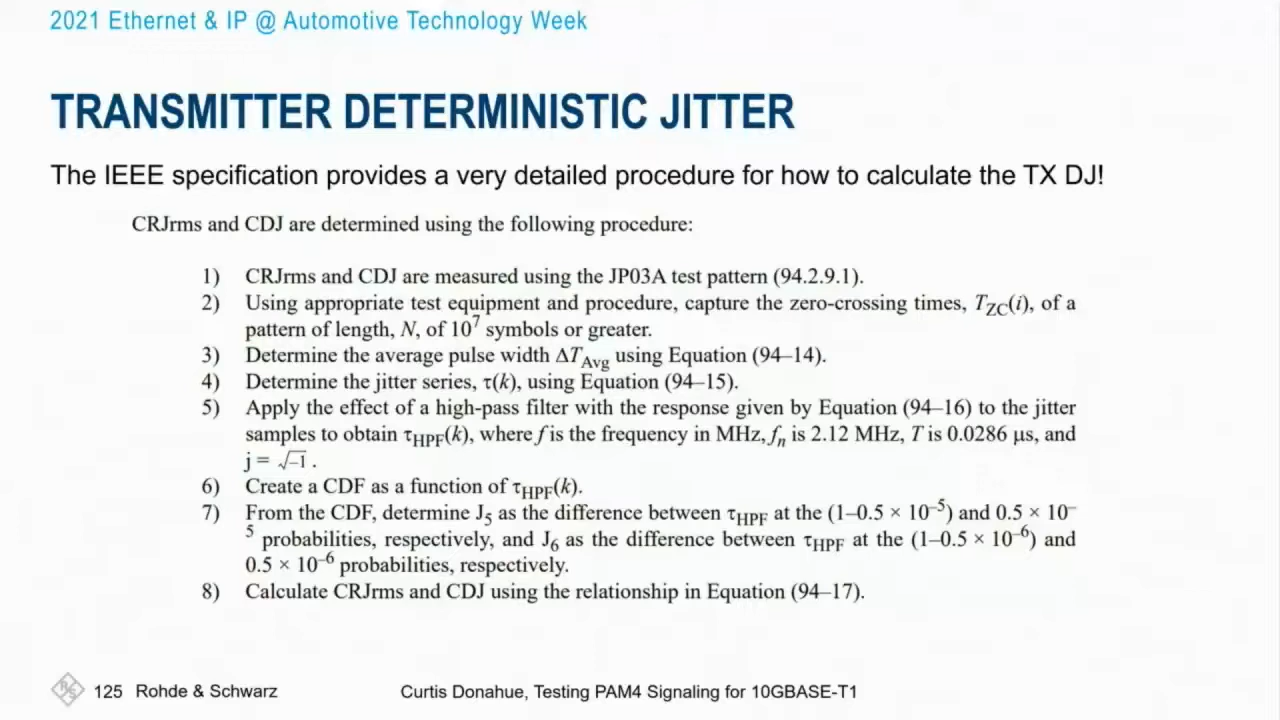 2021 Ethernet & IP @ Automotive Technology Week
TRANSMITTER DETERMINISTIC JITTER
The IEEE specification provides a very detailed procedure for how to calculate the TX DJ!
CRJrms and CDJ are determined using the following procedure:
1) CRJrms and CDJ are measured using the JP03A test pattern (94.2.9.1).
2) Using appropriate test equipment and procedure, capture the zero-crossing times, T_ZC(i), of a
pattern of length, N, of 10^7 symbols or greater.
3) Determine the average pulse width ΔT_Avg using Equation (94–14).
4) Determine the jitter series, τ(k), using Equation (94–15).
5) Apply the effect of a high-pass filter with the response given by Equation (94–16) to the jitter
samples to obtain τ_HPF(k), where f is the frequency in MHz, f_n is 2.12 MHz, T is 0.0286 μs, and
j = √–1 .
6) Create a CDF as a function of τ_HPF(k).
7) From the CDF, determine J_5 as the difference between τ_HPF at the (1–0.5 × 10^–5) and 0.5 × 10^–
^5 probabilities, respectively, and J_6 as the difference between τ_HPF at the (1–0.5 × 10^–6) and
0.5 × 10^–6 probabilities, respectively.
8) Calculate CRJrms and CDJ using the relationship in Equation (94–17).
R&S 125 Rohde & Schwarz Curtis Donahue, Testing PAM4 Signaling for 10GBASE-T1